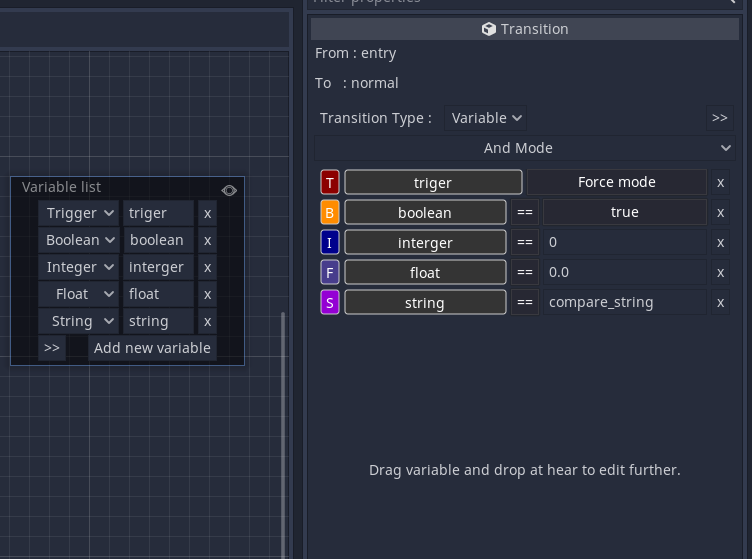 Filter properties
Transition
From : entry
To : normal
Transition Type : Variable >>
And Mode
T triger Force mode x
B boolean == true x
I interger == 0 x
F float == 0.0 x
S string == compare_string x
Drag variable and drop at hear to edit further.
Variable list
Trigger triger x
Boolean boolean x
Integer interger x
Float float x
String string x
>> Add new variable